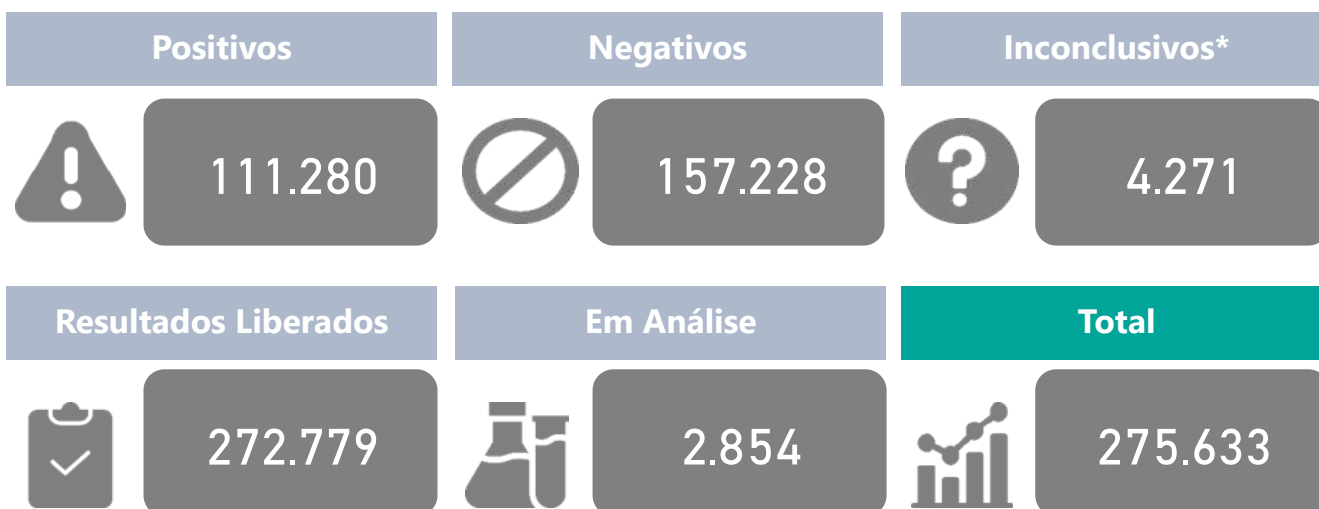 Positivos
Negativos
Inconclusivos*
111.280
157.228
4.271
Resultados Liberados
Em Análise
Total
272.779
2.854
275.633